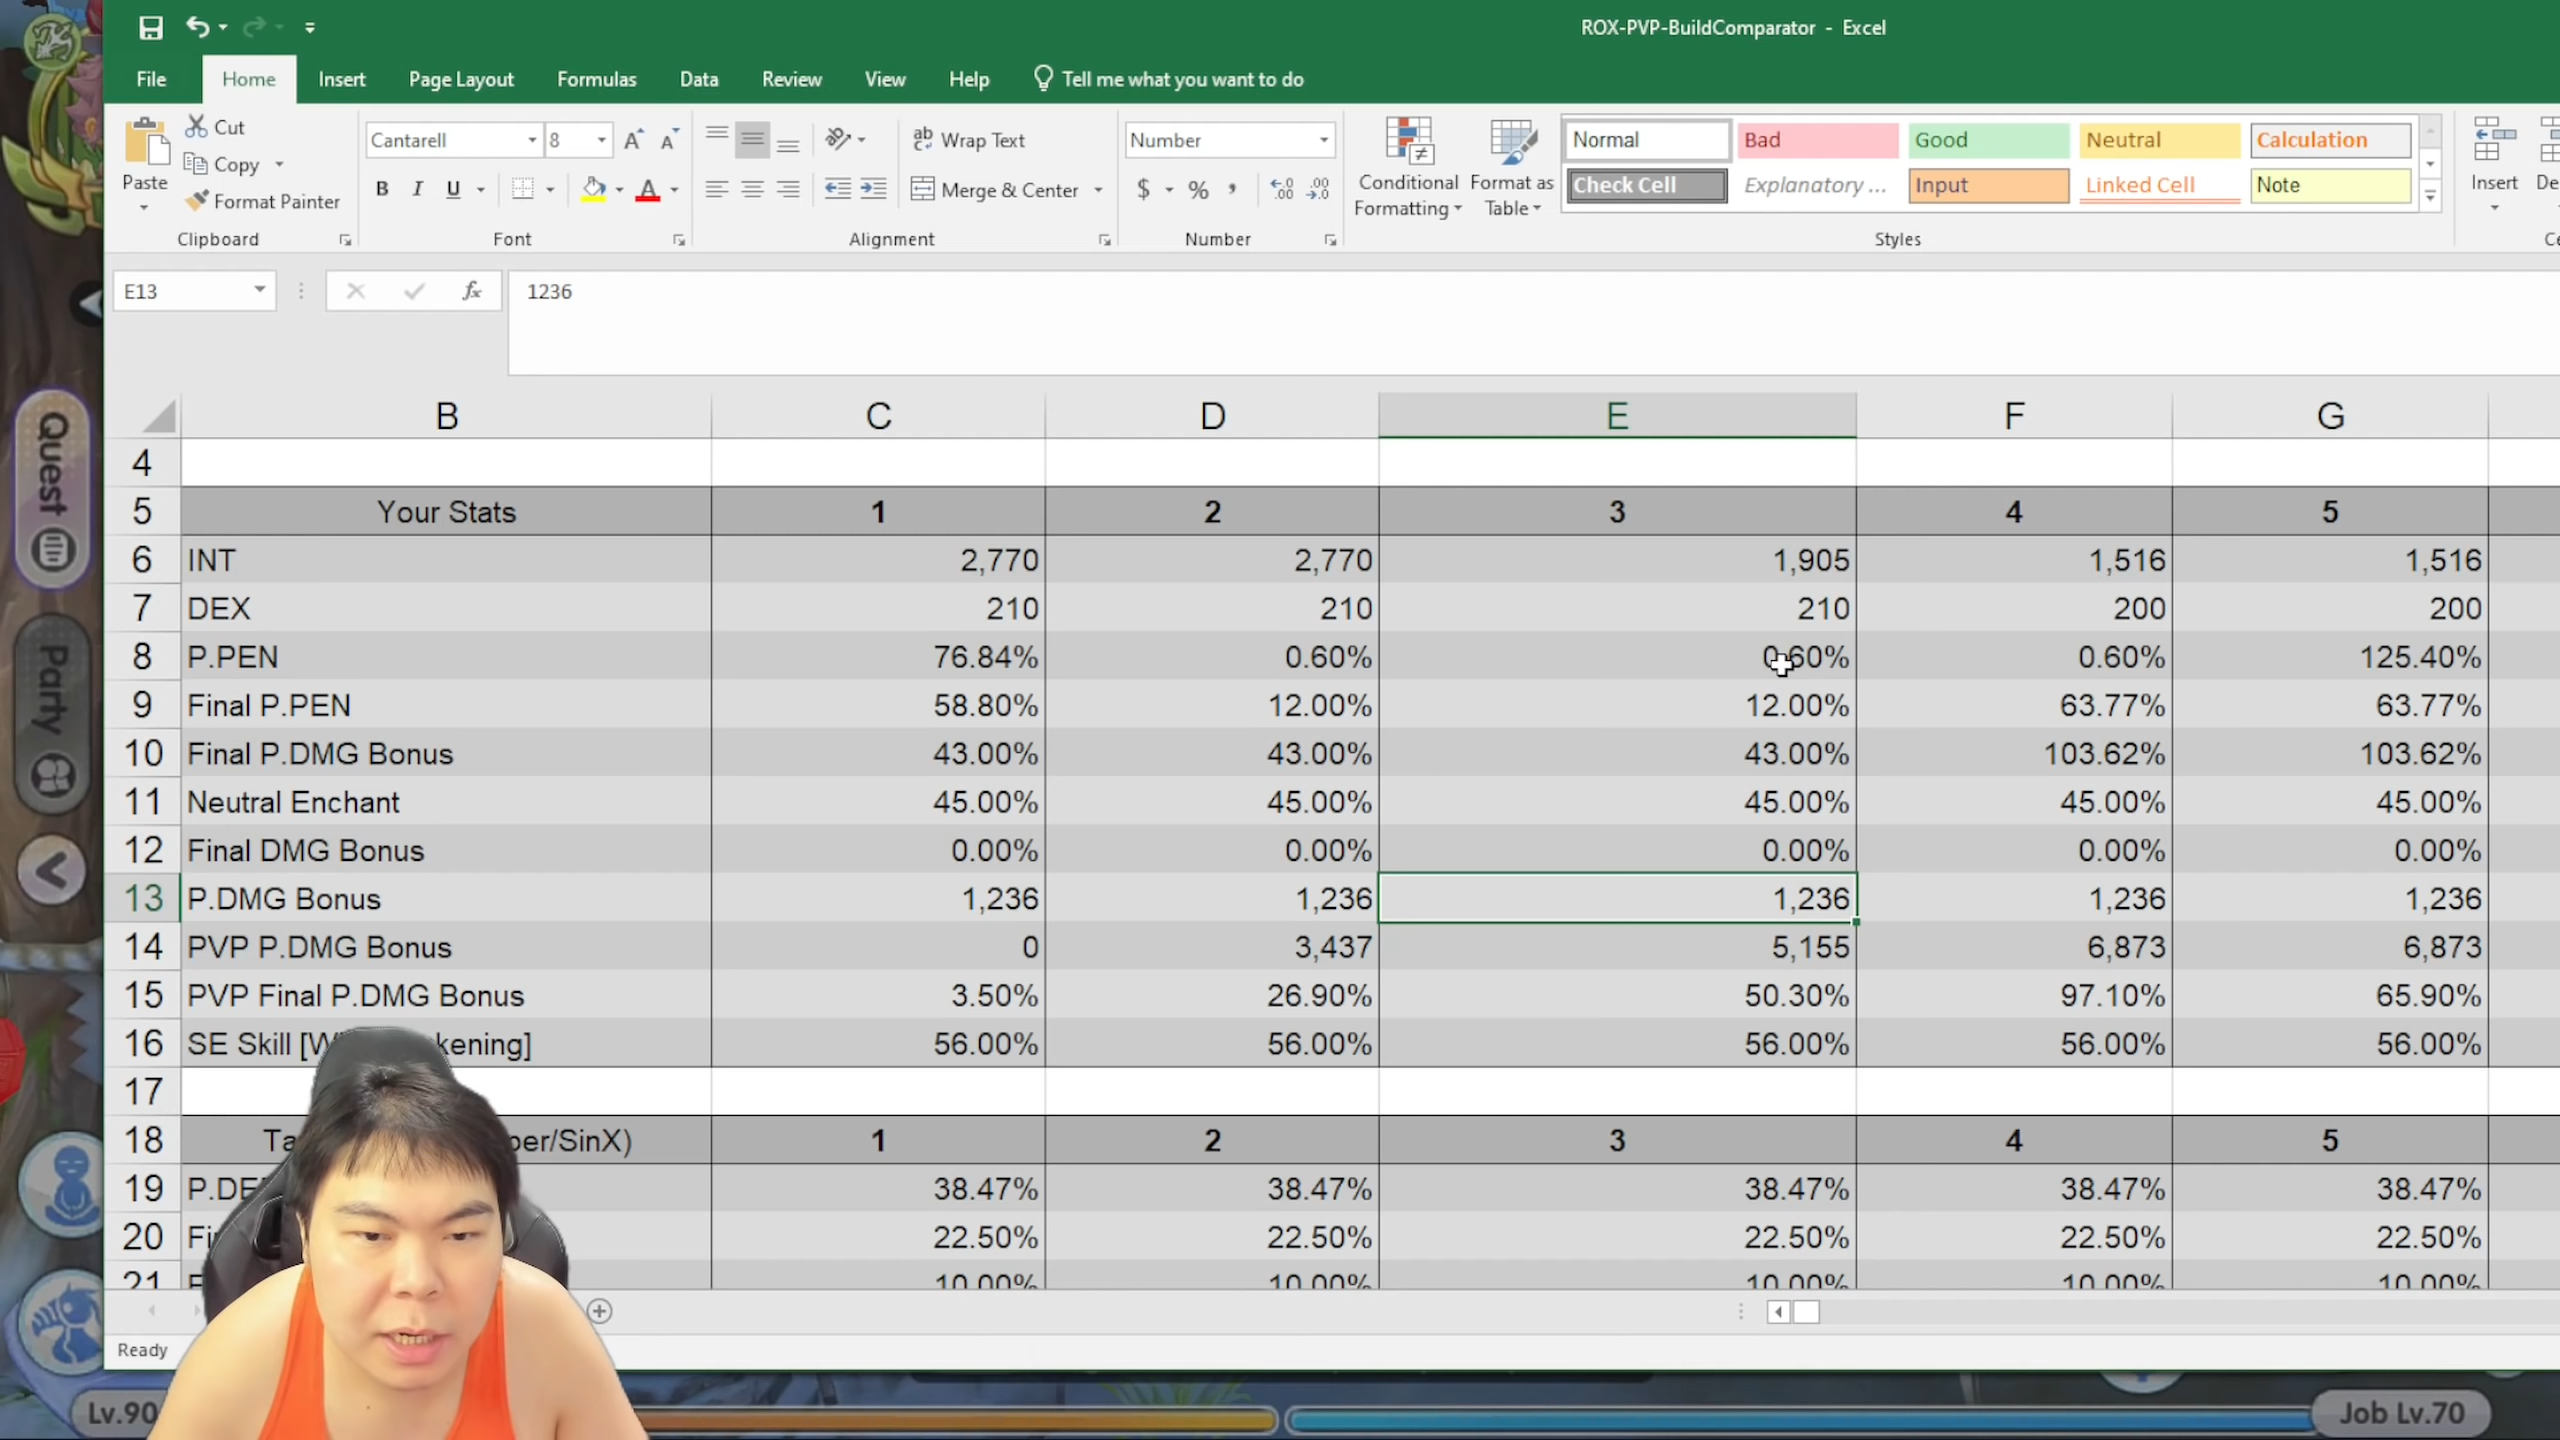 ROX-PVP-BuildComparator - Excel
File Home Insert Page Layout Formulas Data Review View Help Tell me what you want to do
Paste
Cut
Copy
Format Painter
Clipboard
Cantarell 8
B I U
Font
Wrap Text
Merge & Center
Alignment
Number
$ % ,
Number
Conditional Formatting
Format as Table
Normal Bad Good Neutral Calculation
Check Cell Explanatory ... Input Linked Cell Note
Styles
Insert
E13 fx 1236
B C D E F G
4
5 Your Stats 1 2 3 4 5
6 INT 2,770 2,770 1,905 1,516 1,516
7 DEX 210 210 210 200 200
8 P.PEN 76.84% 0.60% 0.60% 0.60% 125.40%
9 Final P.PEN 58.80% 12.00% 12.00% 63.77% 63.77%
10 Final P.DMG Bonus 43.00% 43.00% 43.00% 103.62% 103.62%
11 Neutral Enchant 45.00% 45.00% 45.00% 45.00% 45.00%
12 Final DMG Bonus 0.00% 0.00% 0.00% 0.00% 0.00%
13 P.DMG Bonus 1,236 1,236 1,236 1,236 1,236
14 PVP P.DMG Bonus 0 3,437 5,155 6,873 6,873
15 PVP Final P.DMG Bonus 3.50% 26.90% 50.30% 97.10% 65.90%
16 SE Skill 56.00% 56.00% 56.00% 56.00% 56.00%
17
18 1 2 3 4 5
19 38.47% 38.47% 38.47% 38.47% 38.47%
20 22.50% 22.50% 22.50% 22.50% 22.50%
21 10.00% 10.00% 10.00% 10.00% 10.00%
Ready
Quest
Party
Lv.90
Job Lv.70